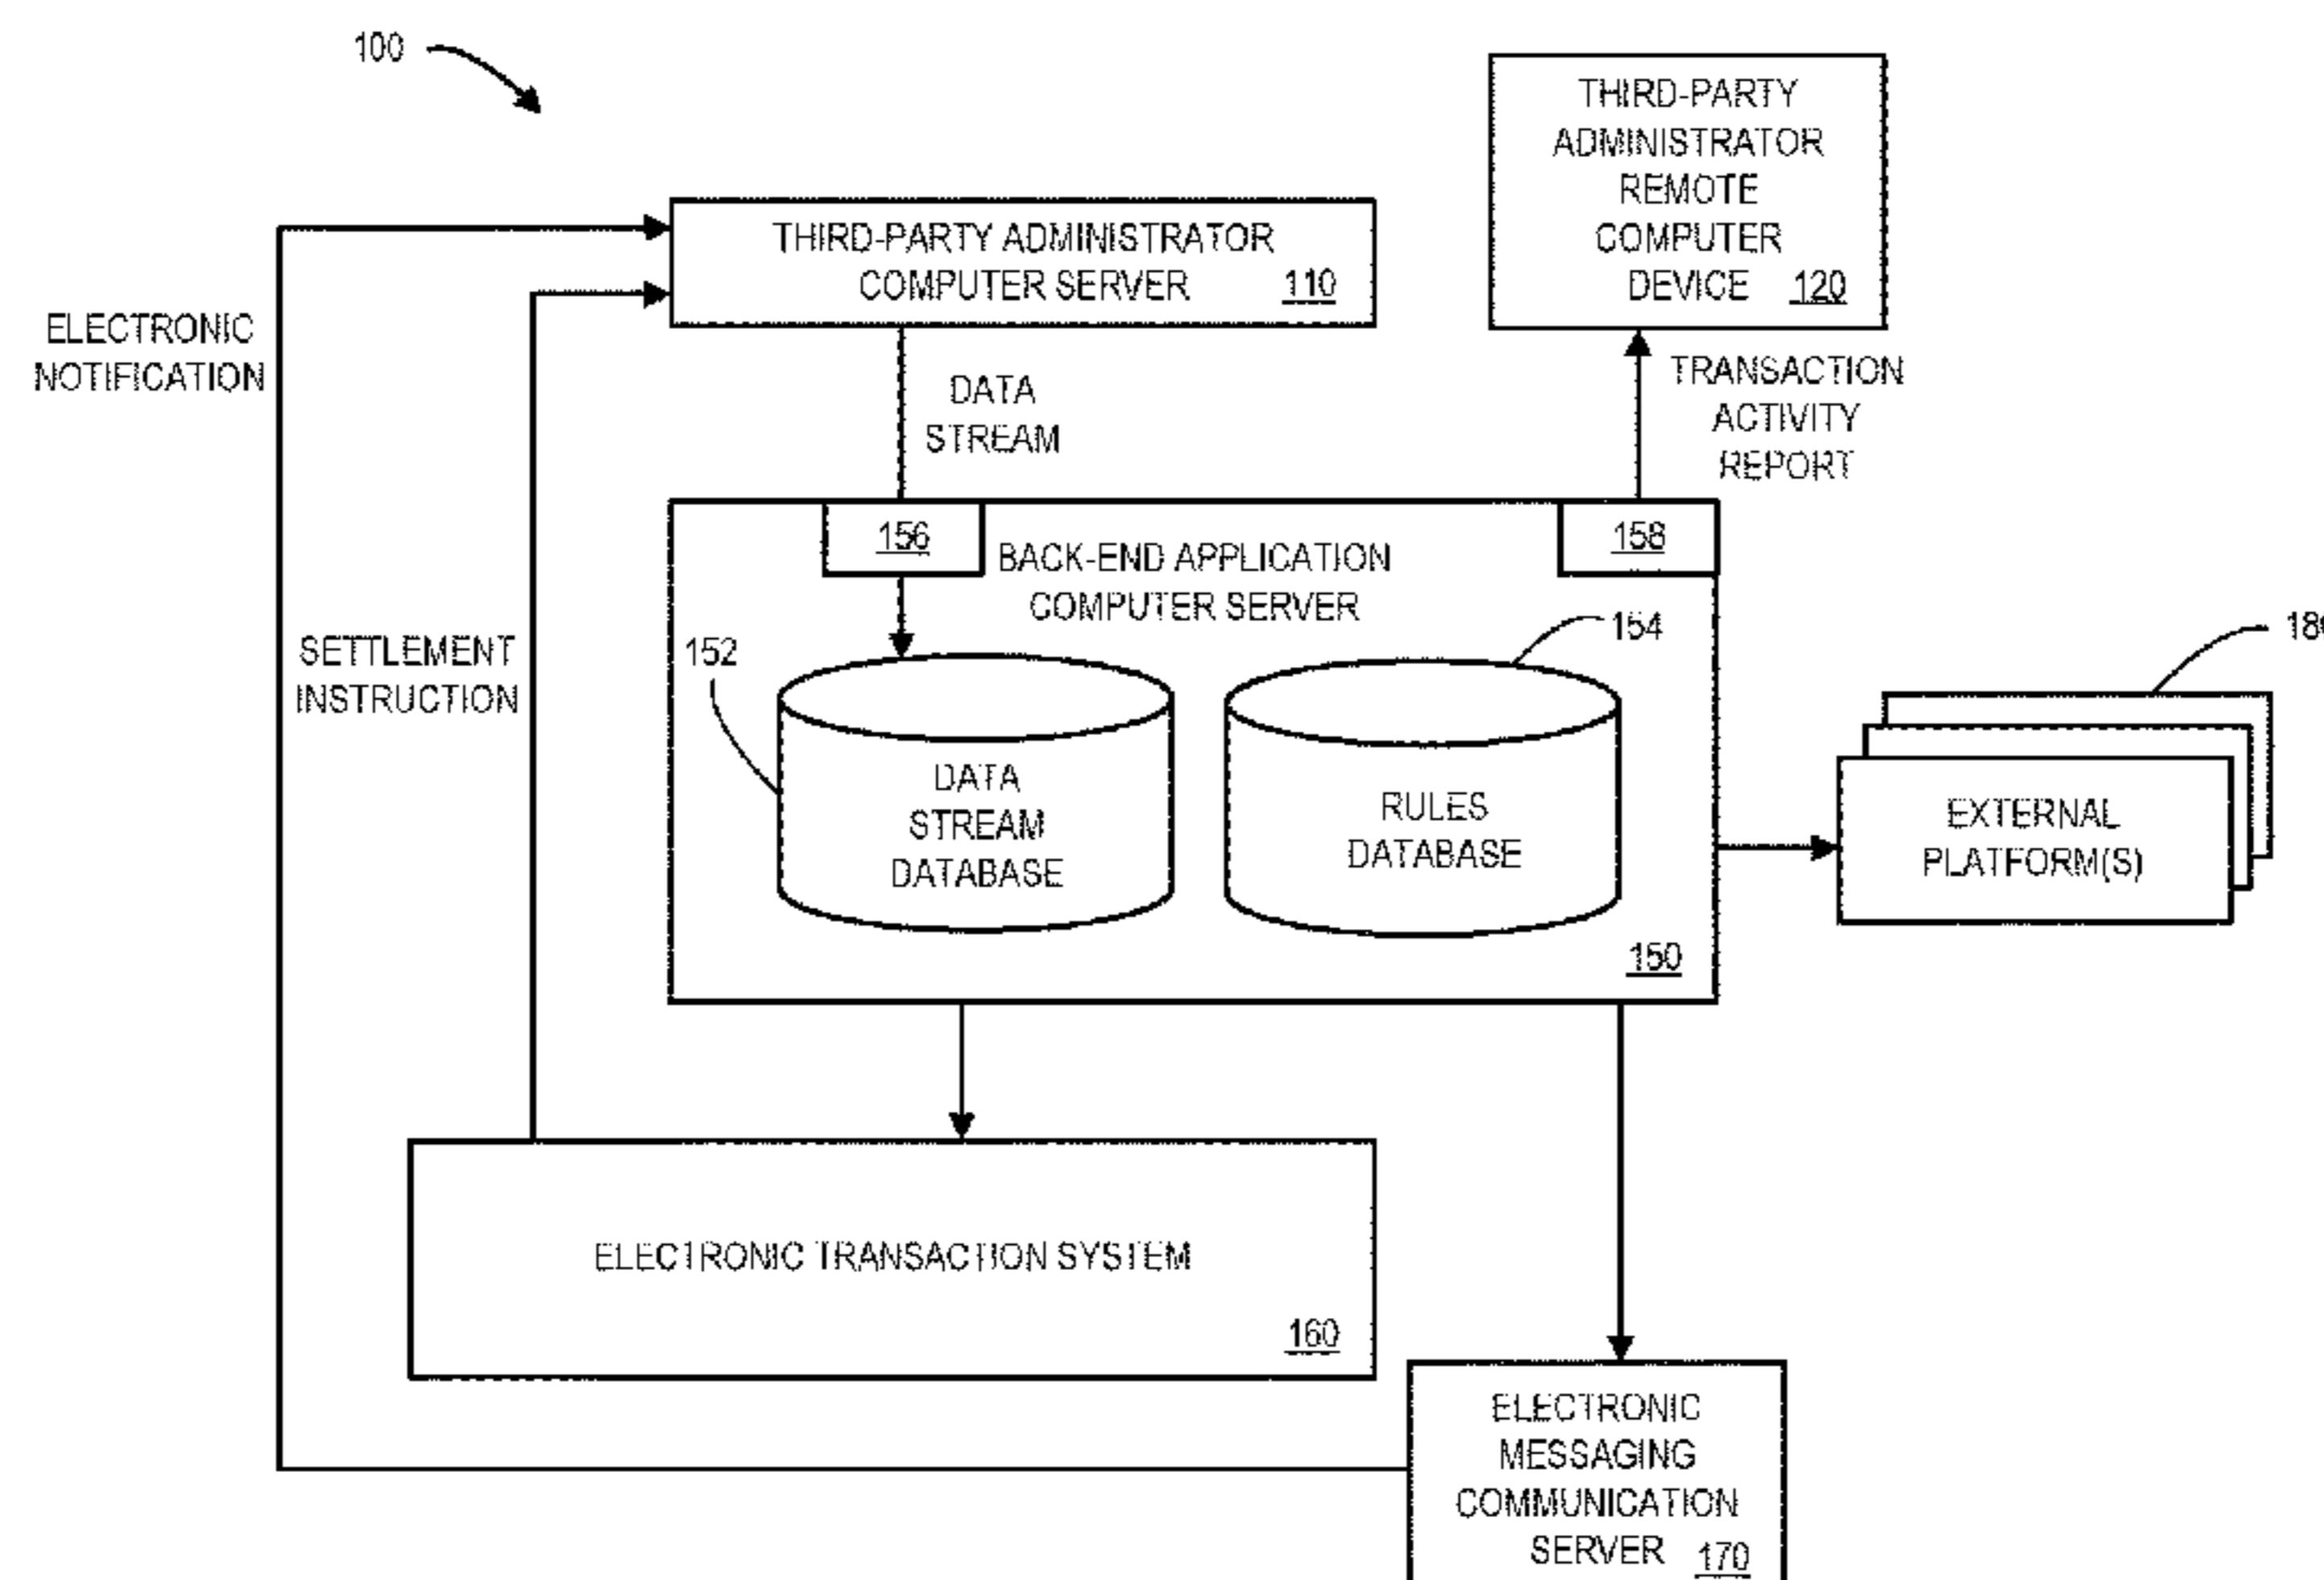 100
THIRD-PARTY
ADMINISTRATOR
REMOTE
COMPUTER
DEVICE 120
THIRD-PARTY ADMINISTRATOR
COMPUTER SERVER 110
ELECTRONIC
NOTIFICATION
DATA
STREAM
TRANSACTION
ACTIVITY
REPORT
156
158
BACK-END APPLICATION
COMPUTER SERVER
SETTLEMENT
INSTRUCTION
152
154
DATA
STREAM
DATABASE
RULES
DATABASE
EXTERNAL
PLATFORM(S)
150
ELECTRONIC TRANSACTION SYSTEM
160
ELECTRONIC
MESSAGING
COMMUNICATION
SERVER 170